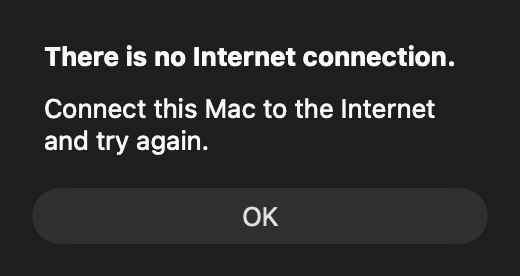 There is no Internet connection.
Connect this Mac to the Internet
and try again.
OK